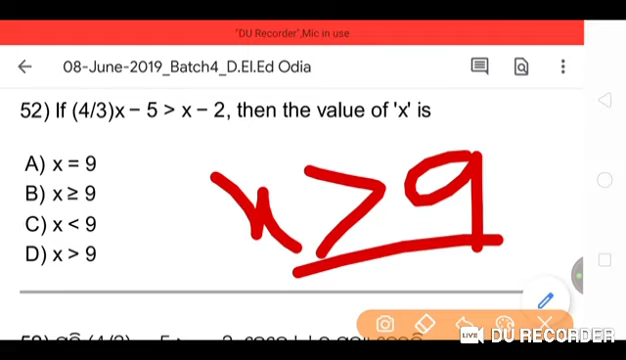 "DU Recorder",Mic in use
08-June-2019_Batch4_D.El.Ed Odia
52) If (4/3)x – 5 > x – 2, then the value of 'x' is
A) x = 9
B) x ≥ 9
C) x < 9
D) x > 9
x > 9
LIVE DU RECORDER